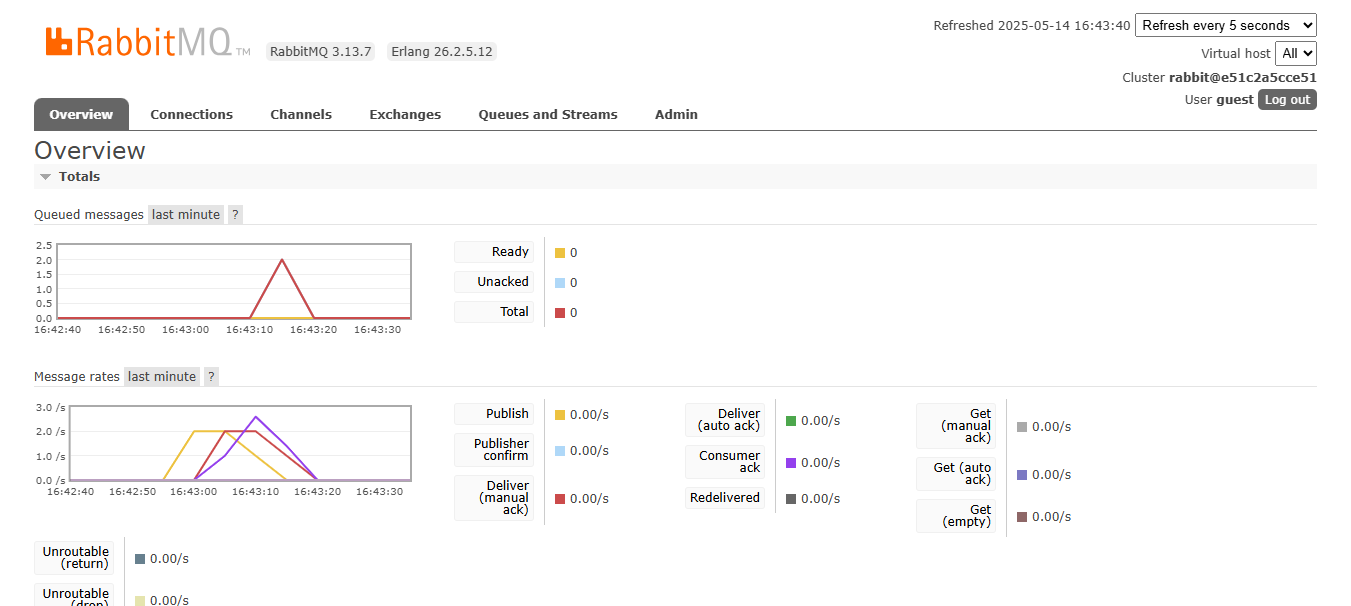 RabbitMQ TM
RabbitMQ 3.13.7 Erlang 26.2.5.12
Refreshed 2025-05-14 16:43:40 Refresh every 5 seconds
Virtual host All
Cluster rabbit@e51c2a5cce51
User guest Log out
Overview Connections Channels Exchanges Queues and Streams Admin
Overview
Totals
Queued messages last minute ?
2.5
2.0
1.5
1.0
0.5
0.0
16:42:40 16:42:50 16:43:00 16:43:10 16:43:20 16:43:30
Ready 0
Unacked 0
Total 0
Message rates last minute ?
3.0 /s
2.0 /s
1.0 /s
0.0 /s
16:42:40 16:42:50 16:43:00 16:43:10 16:43:20 16:43:30
Publish 0.00/s
Publisher
confirm 0.00/s
Deliver
(manual
ack) 0.00/s
Deliver
(auto ack) 0.00/s
Consumer
ack 0.00/s
Redelivered 0.00/s
Get
(manual
ack) 0.00/s
Get (auto
ack) 0.00/s
Get
(empty) 0.00/s
Unroutable
(return) 0.00/s
Unroutable
(drop) 0.00/s